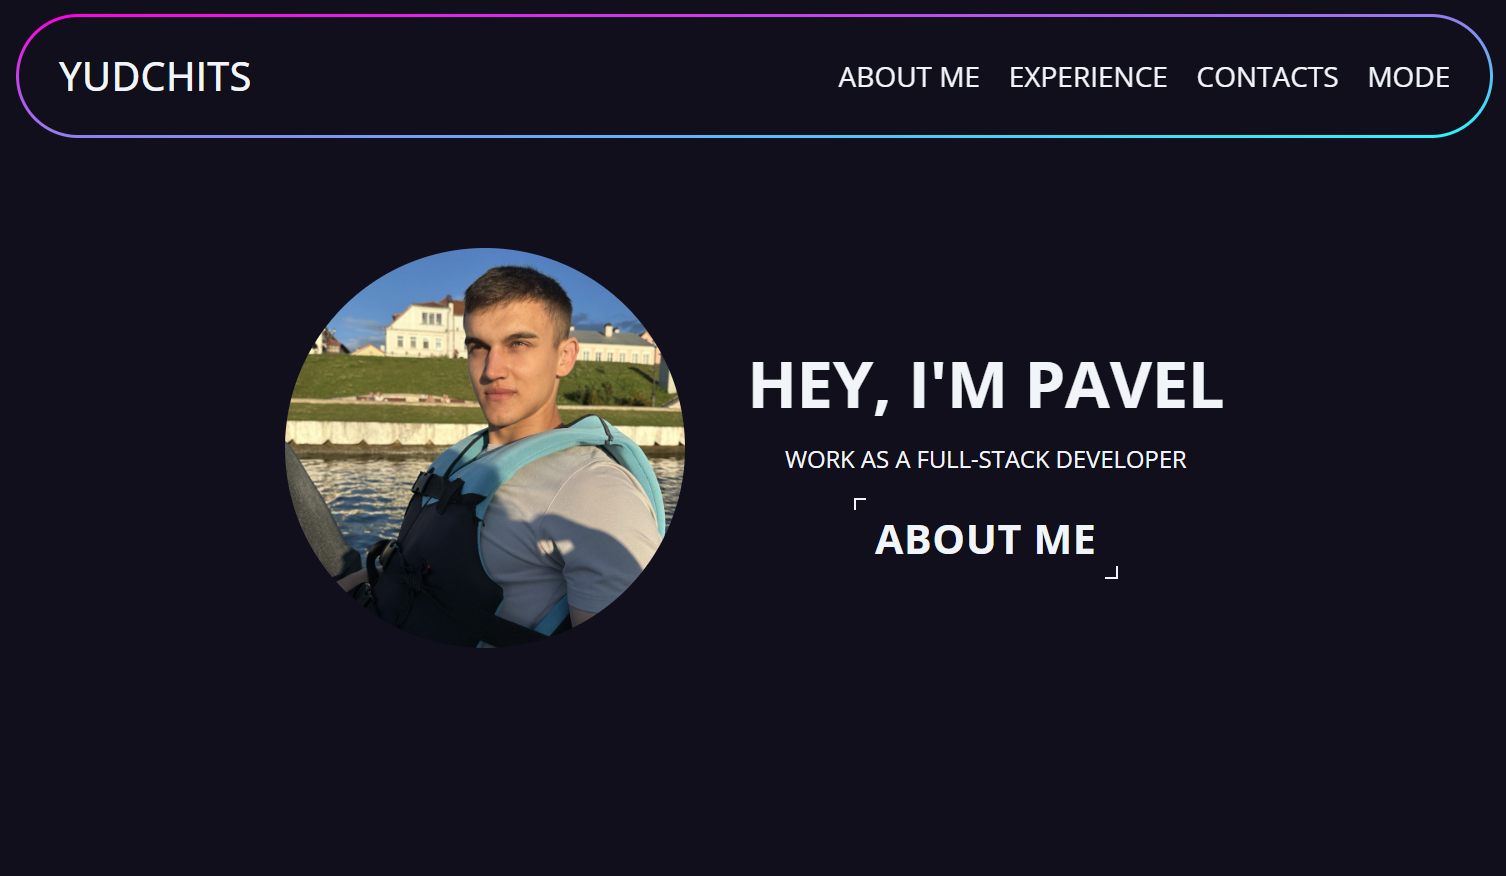 YUDCHITS
ABOUT ME EXPERIENCE CONTACTS MODE
HEY, I'M PAVEL
WORK AS A FULL-STACK DEVELOPER
ABOUT ME